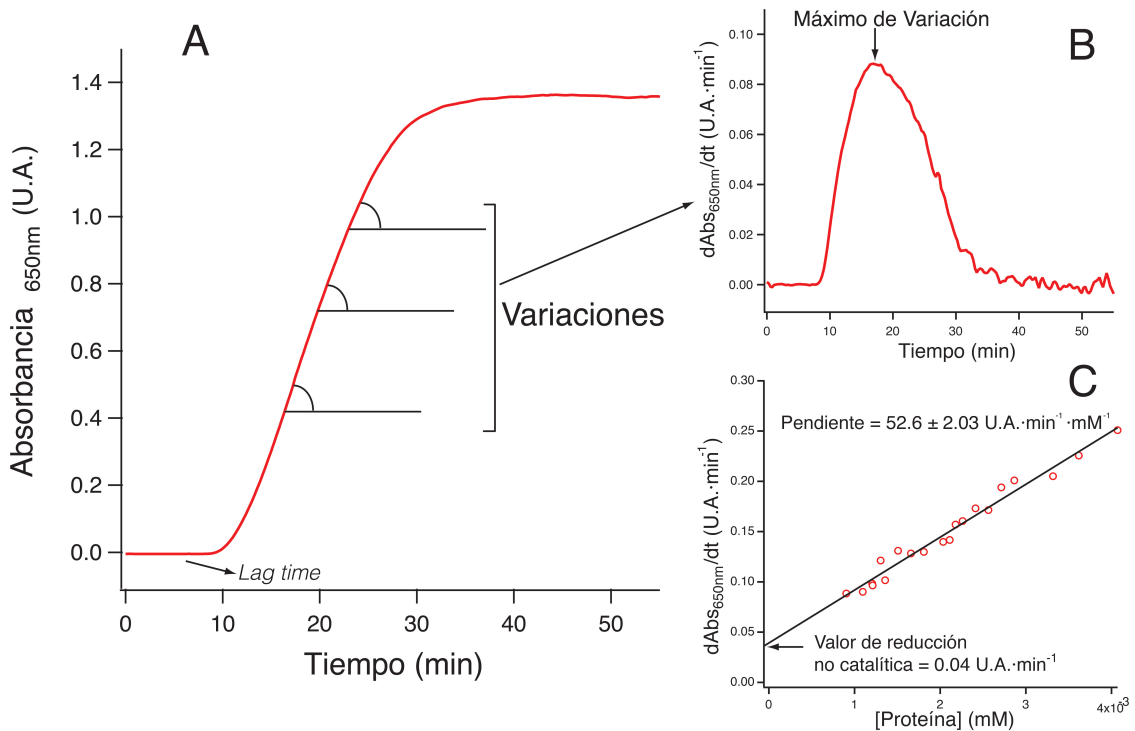 A
Absorbancia 650nm (U.A.)
1.4
1.2
1.0
0.8
0.6
0.4
0.2
0.0
Variaciones
Lag time
0
10
20
30
40
50
Tiempo (min)
Máximo de Variación
B
dAbs650nm/dt (U.A.·min-1)
0.10
0.08
0.06
0.04
0.02
0.00
0
10
20
30
40
50
Tiempo (min)
C
dAbs650nm/dt (U.A.·min-1)
0.30
0.25
0.20
0.15
0.10
0.05
0.00
Pendiente = 52.6 ± 2.03 U.A.·min-1·mM-1
Valor de reducción
no catalítica = 0.04 U.A.·min-1
0
1
2
3
4x10-3
[Proteína] (mM)